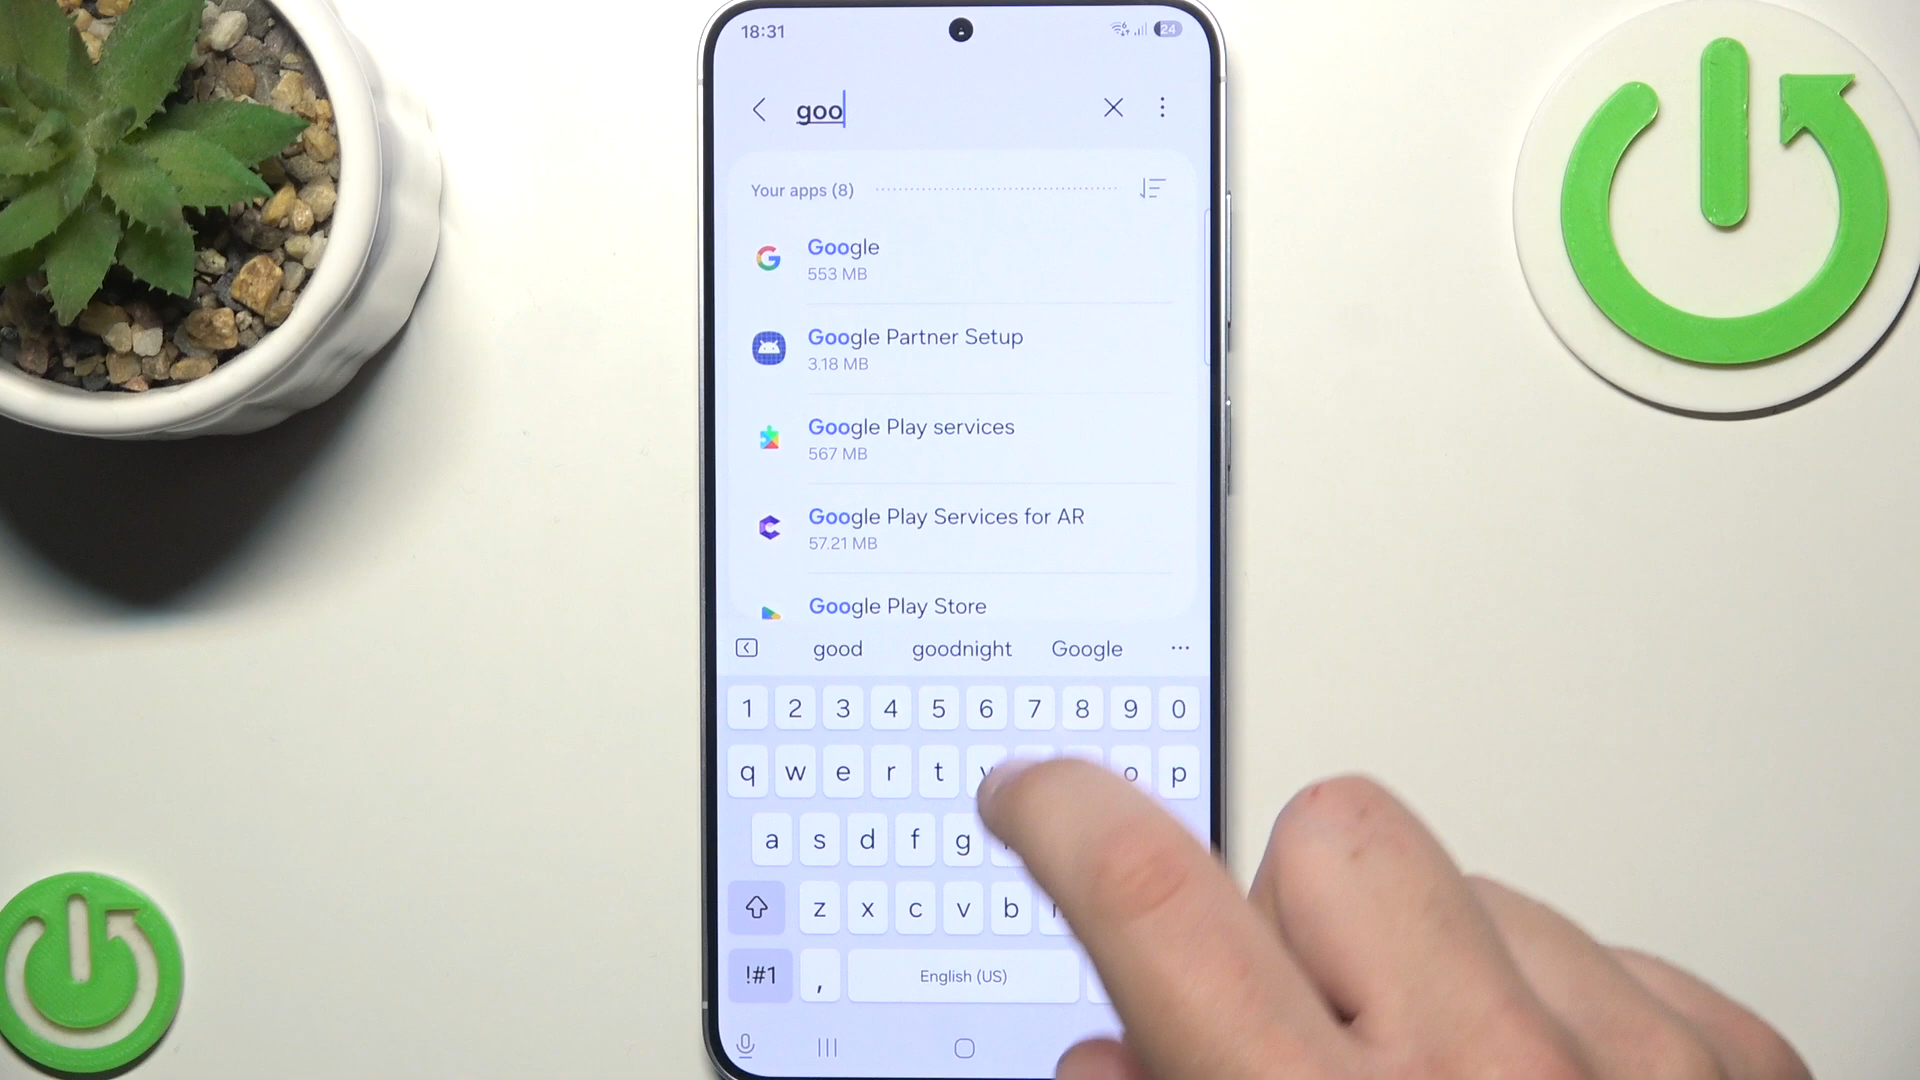 18:31
24
goo
Your apps (8)
Google
553 MB
Google Partner Setup
3.18 MB
Google Play services
567 MB
Google Play Services for AR
57.21 MB
Google Play Store
good goodnight Google ...
1 2 3 4 5 6 7 8 9 0
q w e r t y o p
a s d f g
z x c v b
!#1 , English (US)